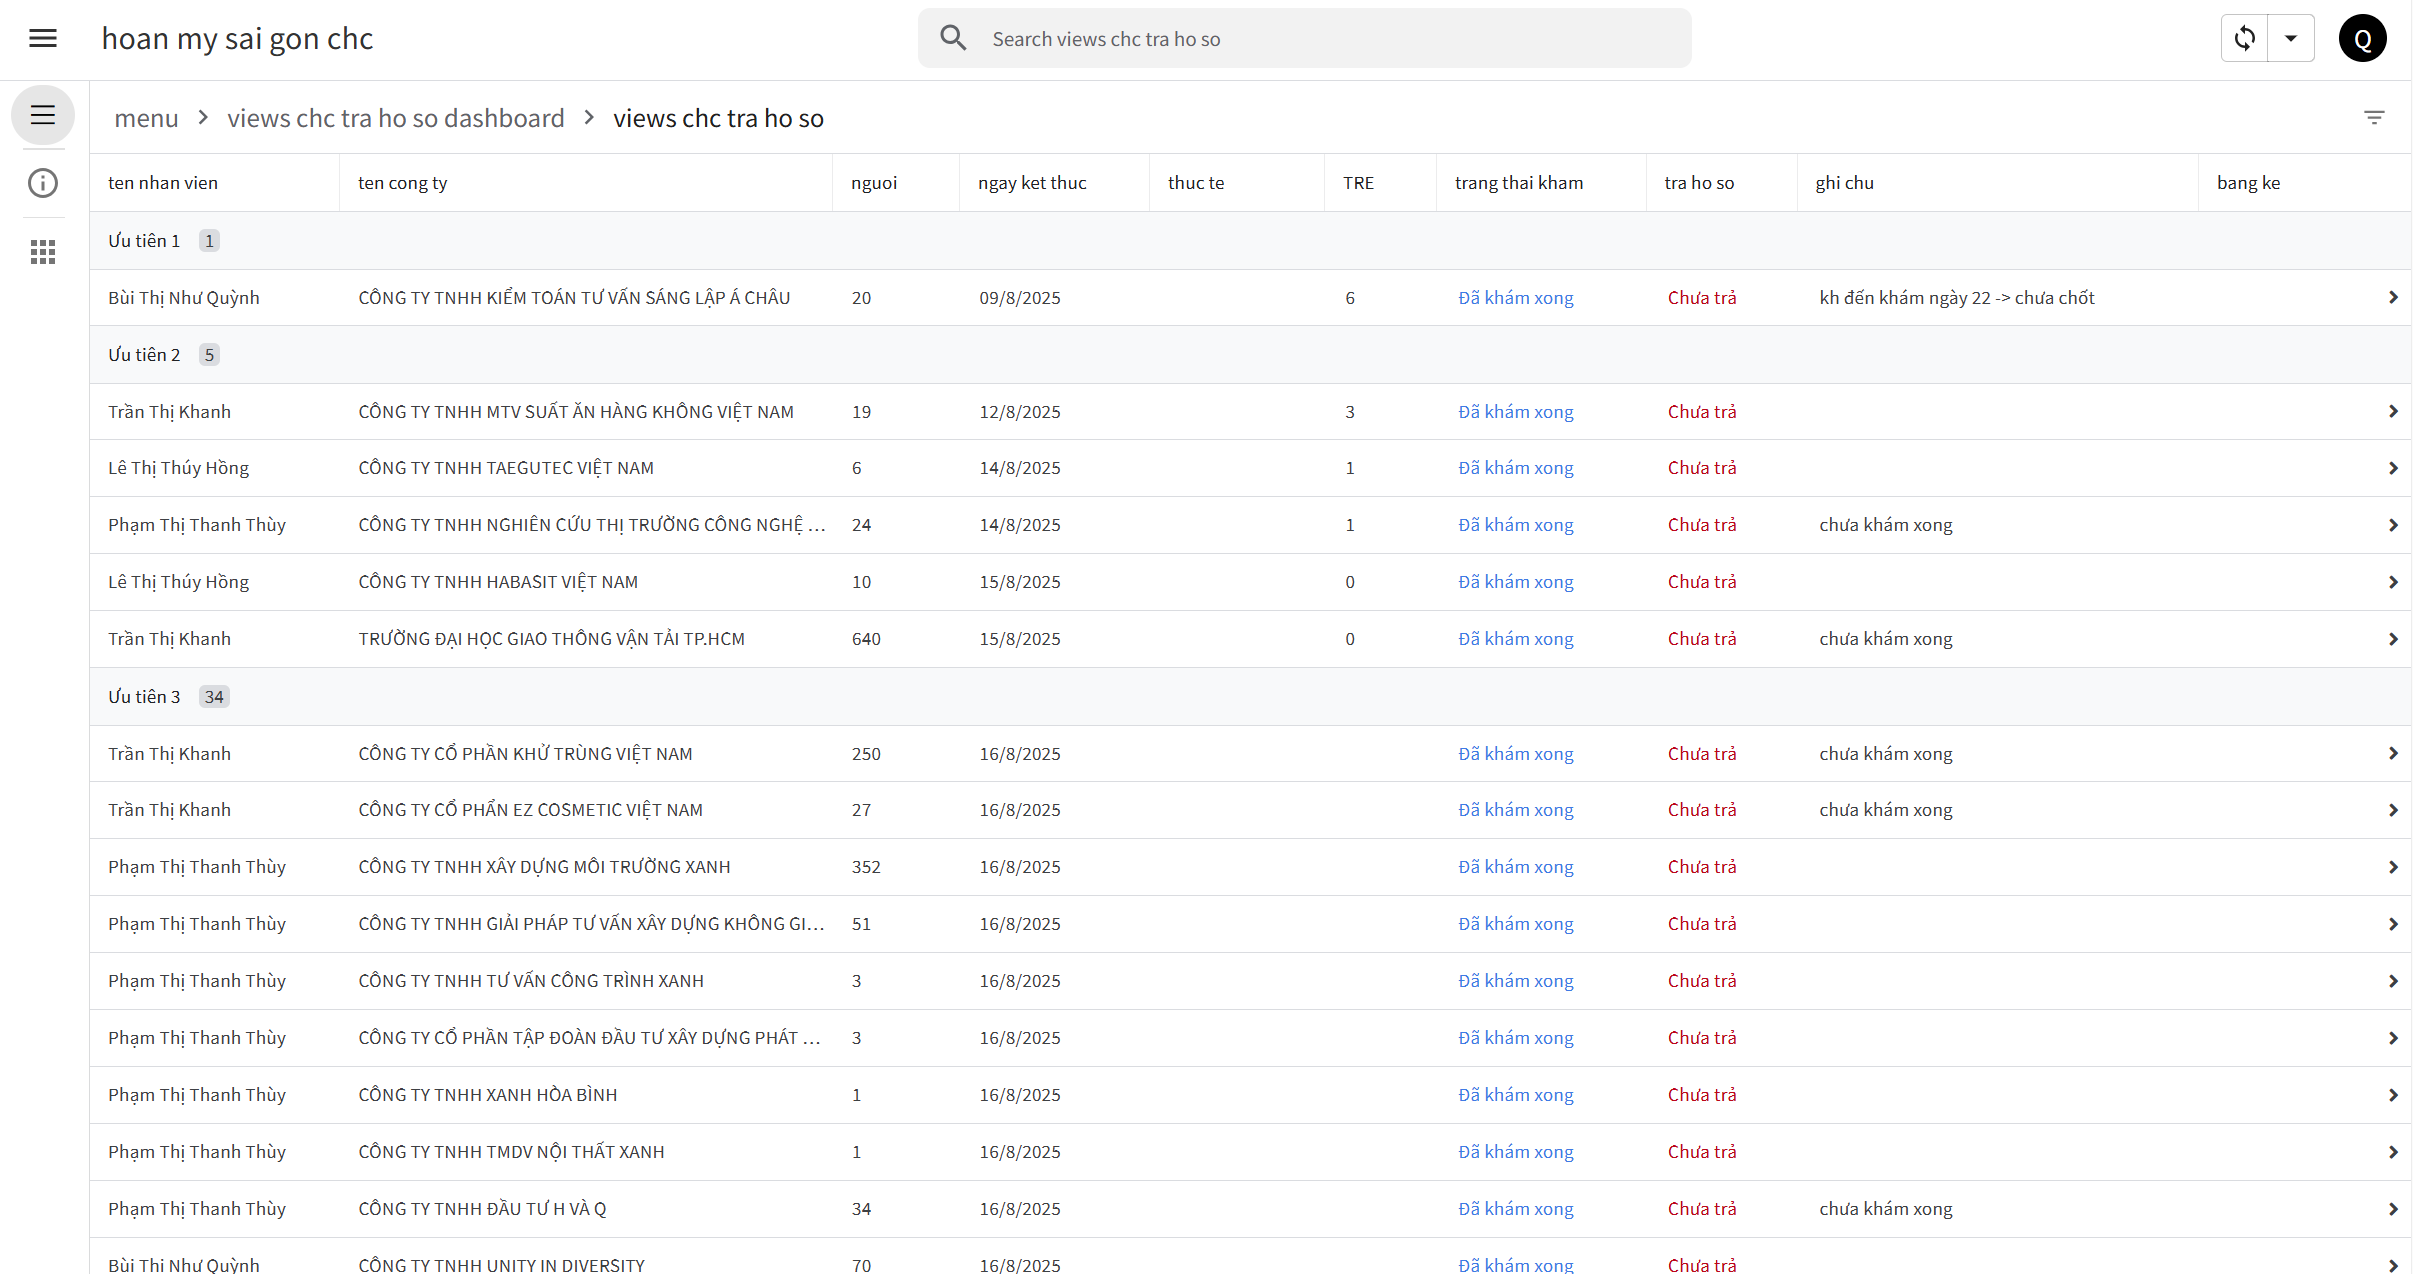 hoan my sai gon chc
Search views chc tra ho so
Q
menu > views chc tra ho so dashboard > views chc tra ho so
ten nhan vien ten cong ty nguoi ngay ket thuc thuc te TRE trang thai kham tra ho so ghi chu bang ke
Ưu tiên 1 1
Bùi Thị Như Quỳnh CÔNG TY TNHH KIỂM TOÁN TƯ VẤN SÁNG LẬP Á CHÂU 20 09/8/2025 6 Đã khám xong Chưa trả kh đến khám ngày 22 -> chưa chốt
Ưu tiên 2 5
Trần Thị Khanh CÔNG TY TNHH MTV SUẤT ĂN HÀNG KHÔNG VIỆT NAM 19 12/8/2025 3 Đã khám xong Chưa trả
Lê Thị Thúy Hồng CÔNG TY TNHH TAEGUTEC VIỆT NAM 6 14/8/2025 1 Đã khám xong Chưa trả
Phạm Thị Thanh Thùy CÔNG TY TNHH NGHIÊN CỨU THỊ TRƯỜNG CÔNG NGHỆ ... 24 14/8/2025 1 Đã khám xong Chưa trả chưa khám xong
Lê Thị Thúy Hồng CÔNG TY TNHH HABASIT VIỆT NAM 10 15/8/2025 0 Đã khám xong Chưa trả
Trần Thị Khanh TRƯỜNG ĐẠI HỌC GIAO THÔNG VẬN TẢI TP.HCM 640 15/8/2025 0 Đã khám xong Chưa trả chưa khám xong
Ưu tiên 3 34
Trần Thị Khanh CÔNG TY CỔ PHẦN KHỬ TRÙNG VIỆT NAM 250 16/8/2025 Đã khám xong Chưa trả chưa khám xong
Trần Thị Khanh CÔNG TY CỔ PHẨN EZ COSMETIC VIỆT NAM 27 16/8/2025 Đã khám xong Chưa trả chưa khám xong
Phạm Thị Thanh Thùy CÔNG TY TNHH XÂY DỰNG MÔI TRƯỜNG XANH 352 16/8/2025 Đã khám xong Chưa trả
Phạm Thị Thanh Thùy CÔNG TY TNHH GIẢI PHÁP TƯ VẤN XÂY DỰNG KHÔNG GI... 51 16/8/2025 Đã khám xong Chưa trả
Phạm Thị Thanh Thùy CÔNG TY TNHH TƯ VẤN CÔNG TRÌNH XANH 3 16/8/2025 Đã khám xong Chưa trả
Phạm Thị Thanh Thùy CÔNG TY CỔ PHẦN TẬP ĐOÀN ĐẦU TƯ XÂY DỰNG PHÁT ... 3 16/8/2025 Đã khám xong Chưa trả
Phạm Thị Thanh Thùy CÔNG TY TNHH XANH HÒA BÌNH 1 16/8/2025 Đã khám xong Chưa trả
Phạm Thị Thanh Thùy CÔNG TY TNHH TMDV NỘI THẤT XANH 1 16/8/2025 Đã khám xong Chưa trả
Phạm Thị Thanh Thùy CÔNG TY TNHH ĐẦU TƯ H VÀ Q 34 16/8/2025 Đã khám xong Chưa trả chưa khám xong
Bùi Thị Như Quỳnh CÔNG TY TNHH UNITY IN DIVERSITY 70 16/8/2025 Đã khám xong Chưa trả